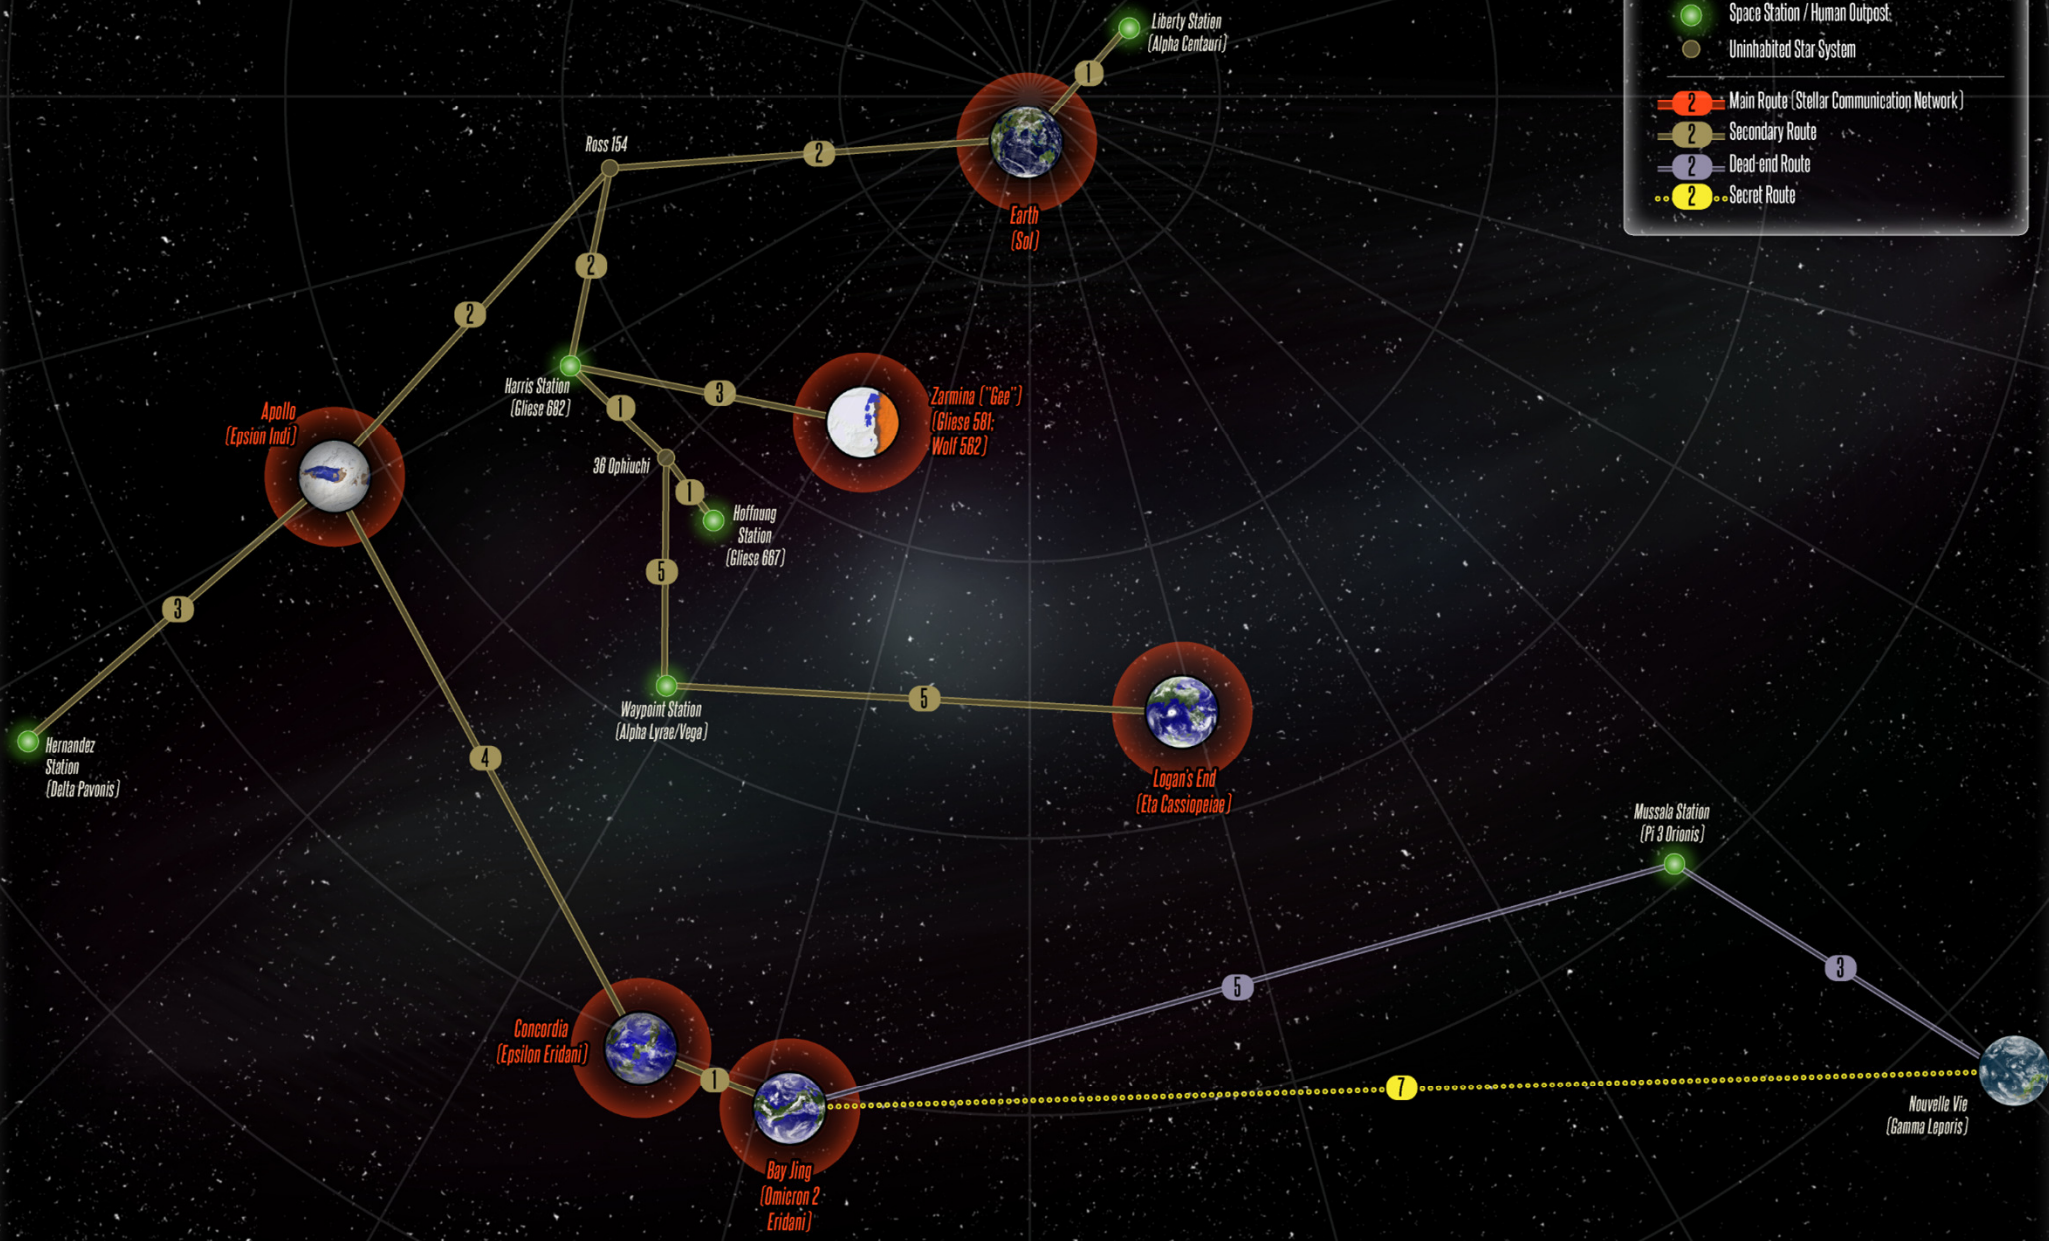 Liberty Station
(Alpha Centauri)
1
Space Station / Human Outpost
Uninhabited Star System
2 Main Route (Stellar Communication Network)
2 Secondary Route
2 Dead-end Route
2 Secret Route
Ross 154
2
Earth
(Sol)
2
2
Harris Station
(Gliese 682)
3
1
Zarmina ("Gee")
(Gliese 581;
Wolf 562)
Apollo
(Epsion Indi)
36 Ophiuchi
1
Hoffnung
Station
(Gliese 667)
5
3
Waypoint Station
(Alpha Lyrae/Vega)
5
Logan's End
(Eta Cassiopeiae)
Hernandez
Station
(Delta Pavonis)
4
Mussala Station
(Pi 3 Orionis)
5
3
Concordia
(Epsilon Eridani)
1
7
Nouvelle Vie
(Gamma Leporis)
Bay Jing
(Omicron 2
Eridani)